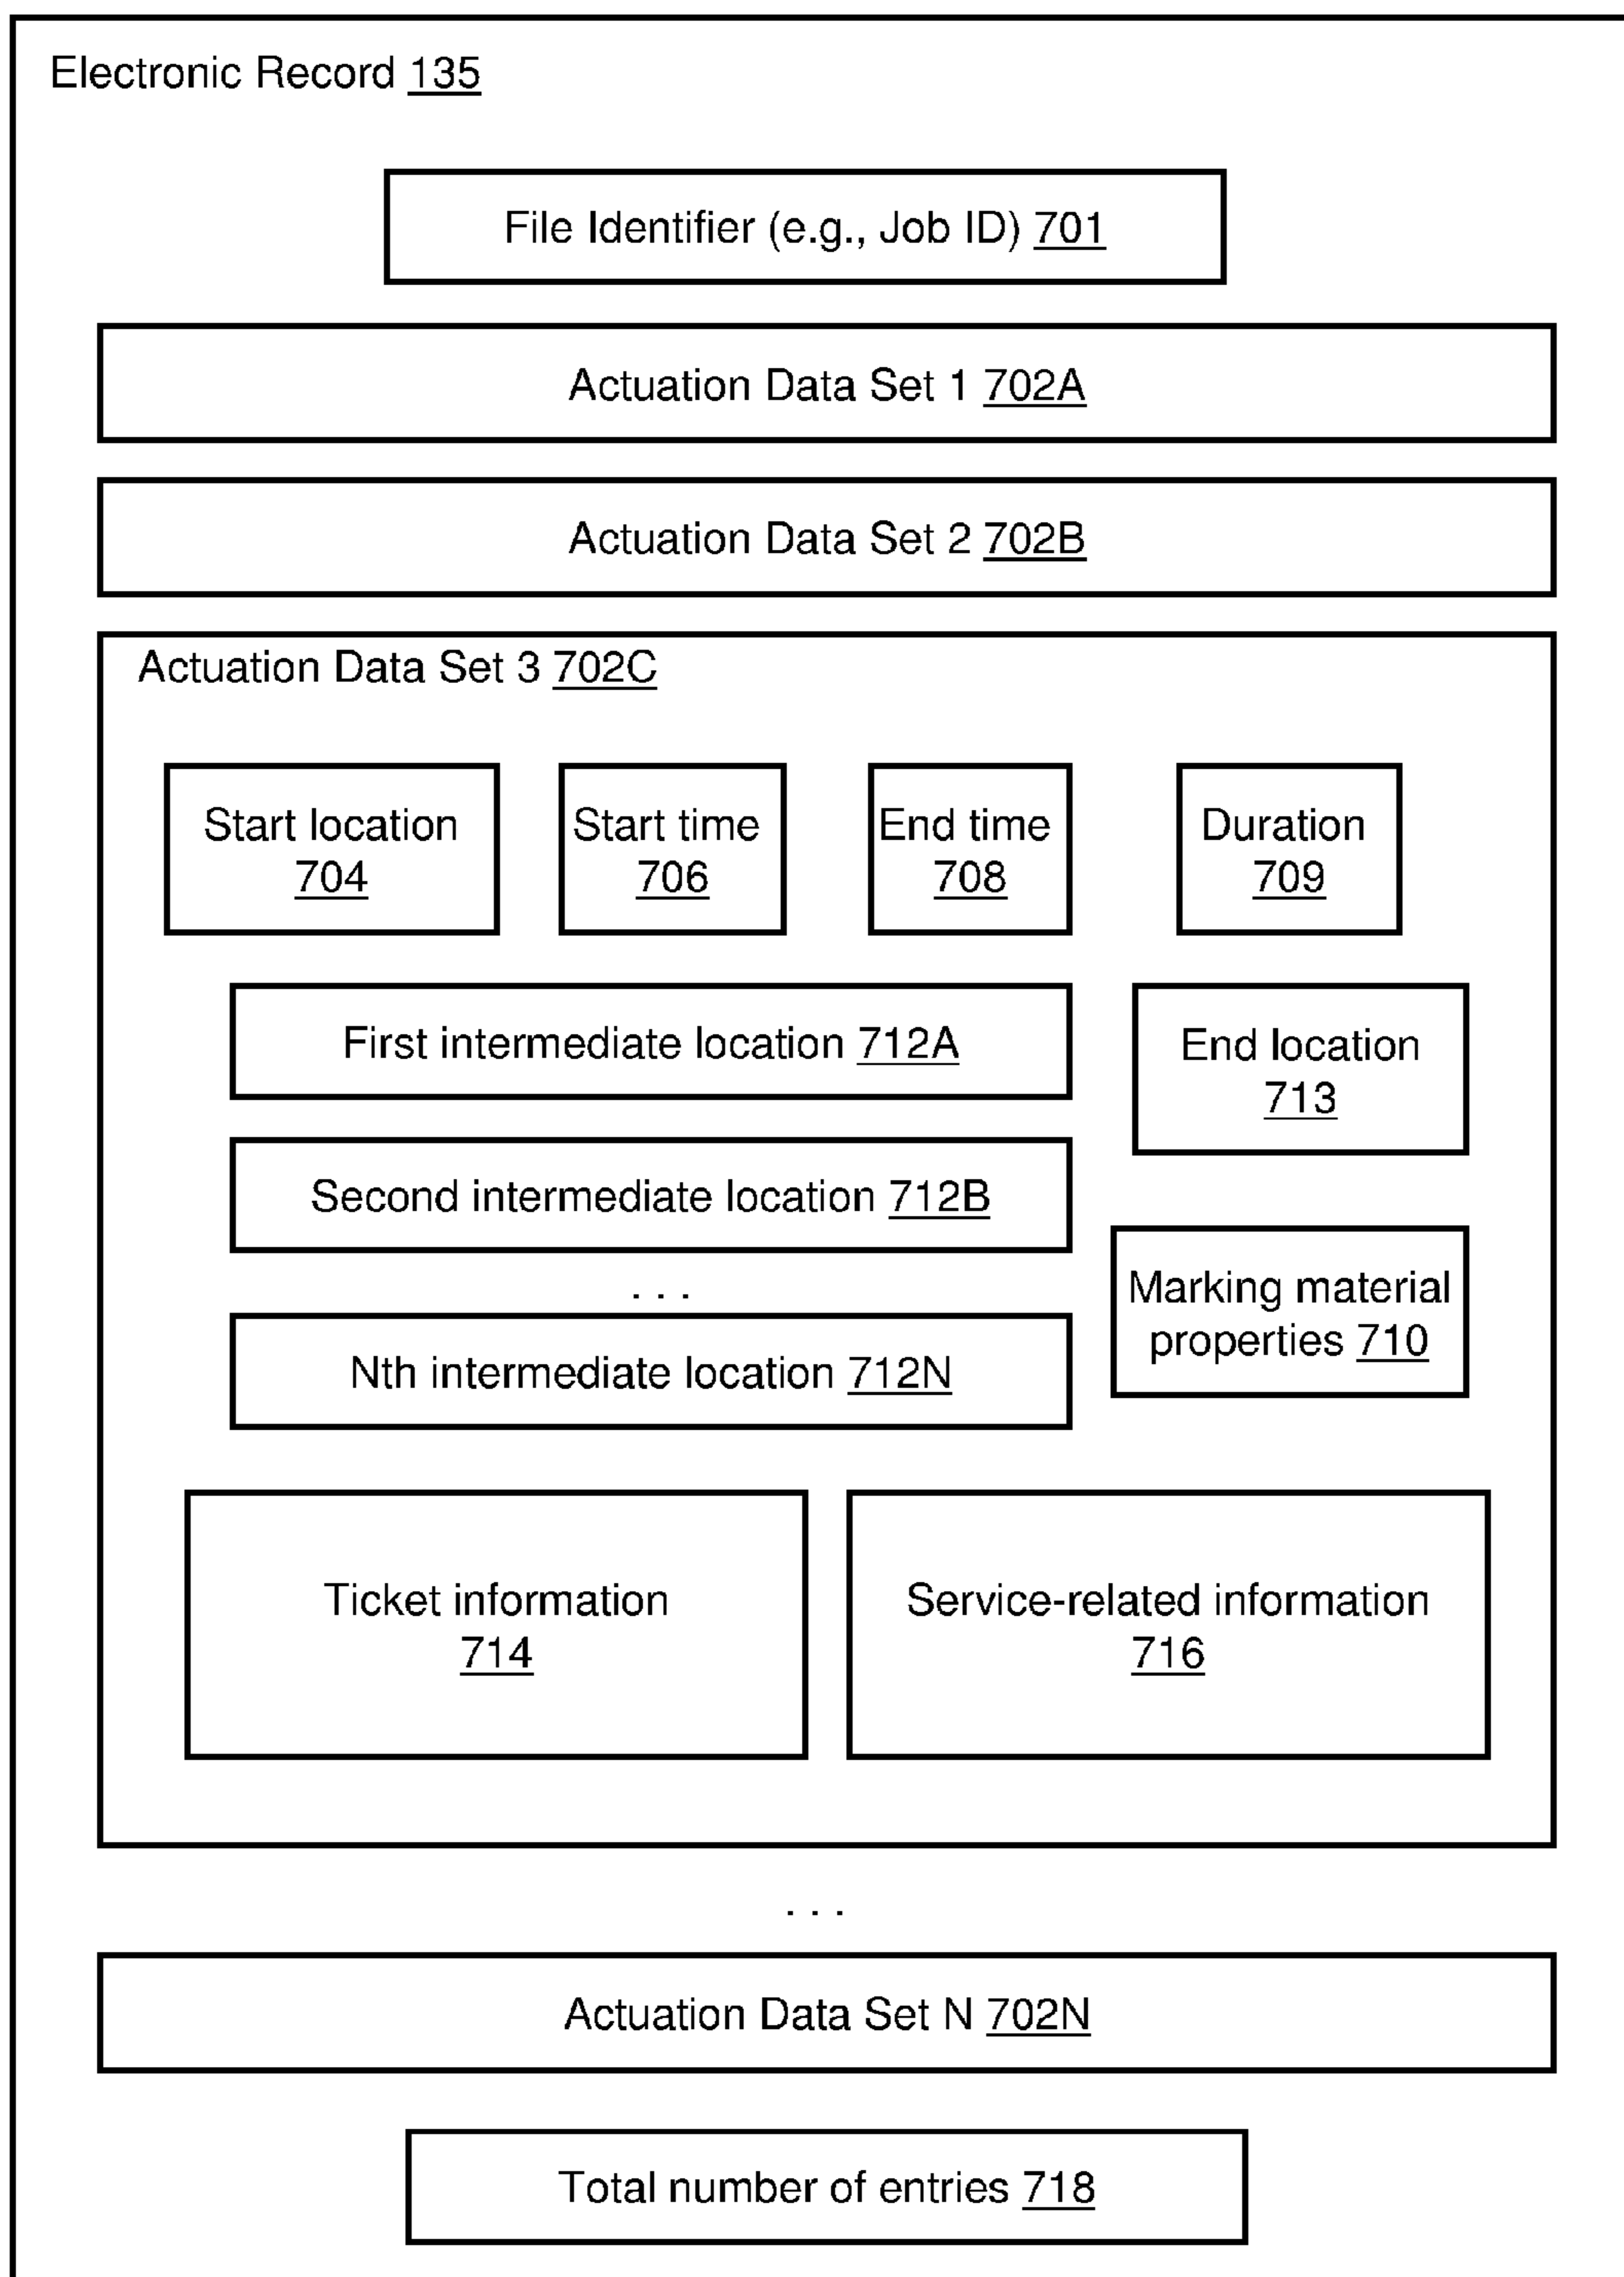 Electronic Record 135
File Identifier (e.g., Job ID) 701
Actuation Data Set 1 702A
Actuation Data Set 2 702B
Actuation Data Set 3 702C
Start location
704
Start time
706
End time
708
Duration
709
First intermediate location 712A
End location
713
Second intermediate location 712B
. . .
Marking material
properties 710
Nth intermediate location 712N
Ticket information
714
Service-related information
716
. . .
Actuation Data Set N 702N
Total number of entries 718